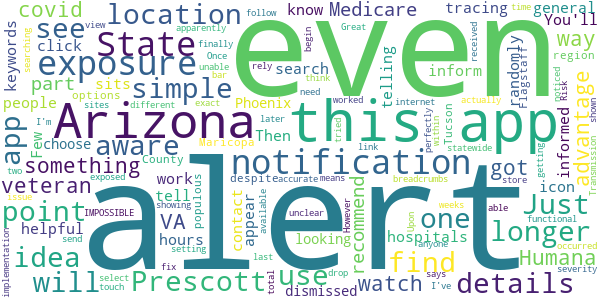 covid
keywords
see
location
click
State
exposure
part
way
simple
people
sits
options
Arizona
app
Few
choose
aware
something
County
veteran
work
got
IMPOSSIBLE
tell
VA
point
populous
helpful
hours
send
idea
contact
issue
appear
implementation
will
Prescott
use
fix
touch
select
setting
dismissed
drop
total
even
Medicare
know
tracing
general
You'll
view
follow
apparently
finally
Once
unable
bar
time
received
begin
Great
rely
think
searching
need
search
telling
inform
randomly
Flagstaff
region
Phoenix
Then
tucson
noticed
Risk
I'm
sites
different
exact
tried
internet
within
statewide
this app
advantage
informed
shown
two
exposed
later
worked
perfectly
link
actually
getting
occurred
Transmission
notification
one
Just
icon
Maricopa
despite
accurate
means
breadcrumbs
store
weeks
able
showing
available
unclear
However
functional
anyone
looking
recommend
hospitals
longer
find
Humana
last
says
I've
Upon
severity
watch
details
alert